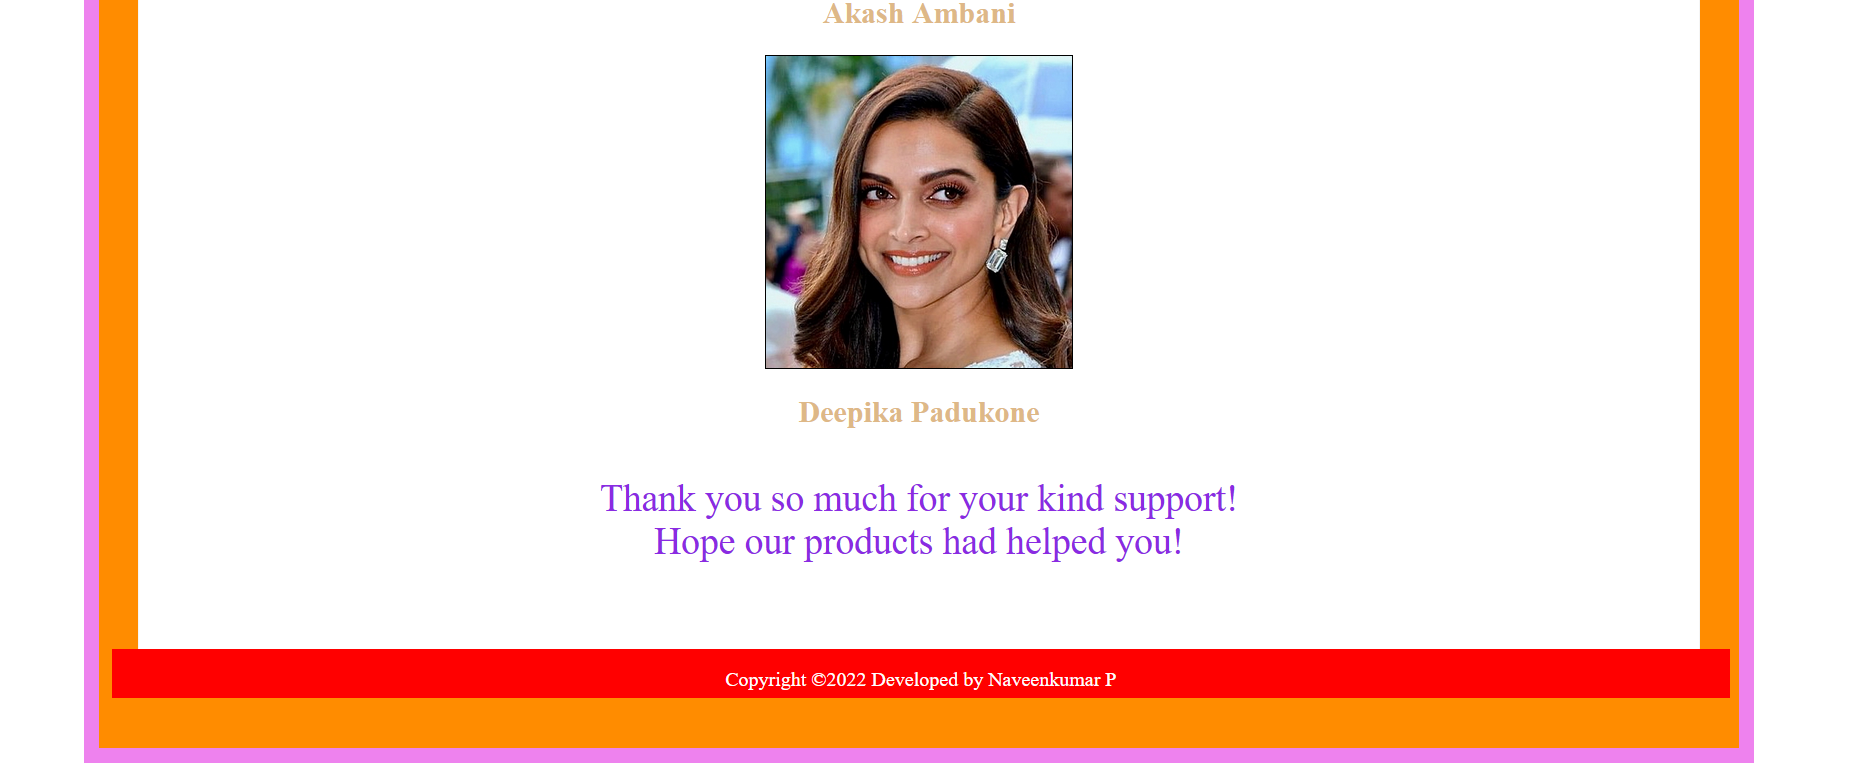 Akash Ambani
Deepika Padukone
Thank you so much for your kind support!
Hope our products had helped you!
Copyright ©2022 Developed by Naveenkumar P